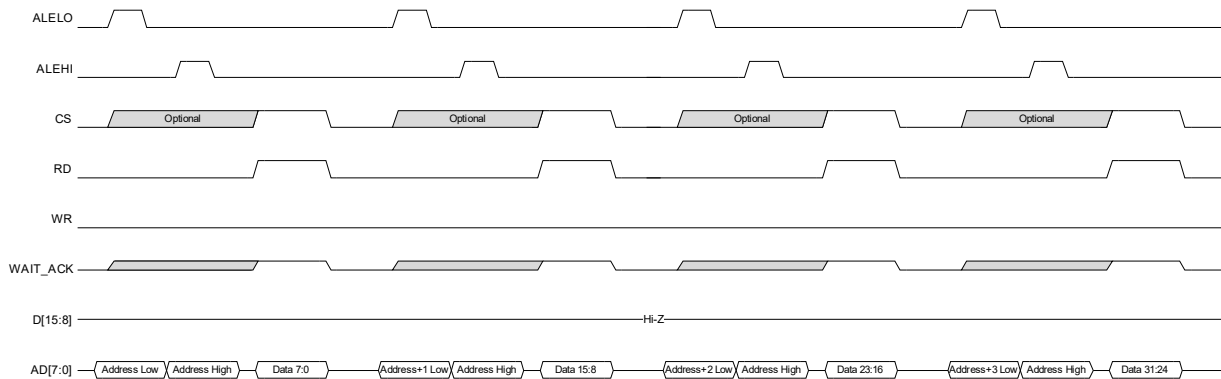 ALELO
ALEHI
CS Optional Optional Optional Optional
RD
WR
WAIT_ACK
D[15:8] Hi-Z
AD[7:0] Address Low Address High Data 7:0 Address+1 Low Address High Data 15:8 Address+2 Low Address High Data 23:16 Address+3 Low Address High Data 31:24